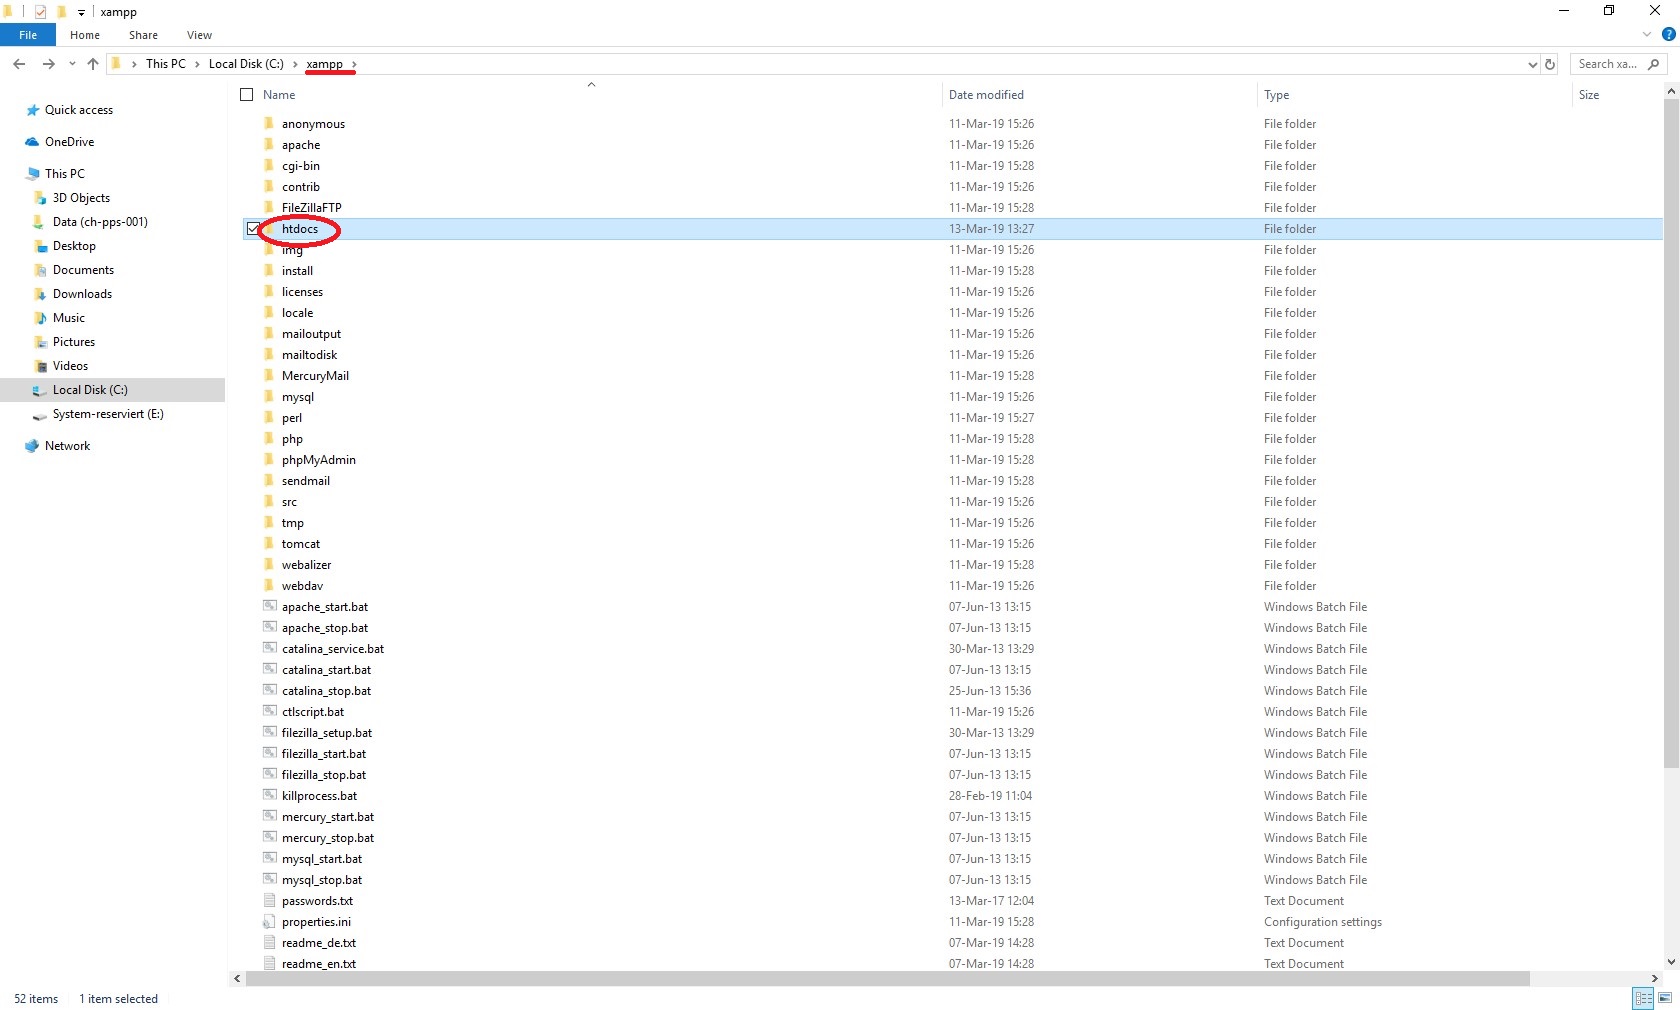 xampp
File Home Share View
This PC Local Disk (C:) xampp Search xa...
Name Date modified Type Size
Quick access
OneDrive
This PC
3D Objects
Data (ch-pps-001)
Desktop
Documents
Downloads
Music
Pictures
Videos
Local Disk (C:)
System-reserviert (E:)
Network
anonymous 11-Mar-19 15:26 File folder
apache 11-Mar-19 15:26 File folder
cgi-bin 11-Mar-19 15:28 File folder
contrib 11-Mar-19 15:26 File folder
FileZillaFTP 11-Mar-19 15:28 File folder
htdocs 13-Mar-19 13:27 File folder
img 11-Mar-19 15:26 File folder
install 11-Mar-19 15:28 File folder
licenses 11-Mar-19 15:26 File folder
locale 11-Mar-19 15:26 File folder
mailoutput 11-Mar-19 15:26 File folder
mailtodisk 11-Mar-19 15:26 File folder
MercuryMail 11-Mar-19 15:28 File folder
mysql 11-Mar-19 15:26 File folder
perl 11-Mar-19 15:27 File folder
php 11-Mar-19 15:28 File folder
phpMyAdmin 11-Mar-19 15:28 File folder
sendmail 11-Mar-19 15:28 File folder
src 11-Mar-19 15:26 File folder
tmp 11-Mar-19 15:26 File folder
tomcat 11-Mar-19 15:26 File folder
webalizer 11-Mar-19 15:28 File folder
webdav 11-Mar-19 15:26 File folder
apache_start.bat 07-Jun-13 13:15 Windows Batch File
apache_stop.bat 07-Jun-13 13:15 Windows Batch File
catalina_service.bat 30-Mar-13 13:29 Windows Batch File
catalina_start.bat 07-Jun-13 13:15 Windows Batch File
catalina_stop.bat 25-Jun-13 15:36 Windows Batch File
ctlscript.bat 11-Mar-19 15:26 Windows Batch File
filezilla_setup.bat 30-Mar-13 13:29 Windows Batch File
filezilla_start.bat 07-Jun-13 13:15 Windows Batch File
filezilla_stop.bat 07-Jun-13 13:15 Windows Batch File
killprocess.bat 28-Feb-19 11:04 Windows Batch File
mercury_start.bat 07-Jun-13 13:15 Windows Batch File
mercury_stop.bat 07-Jun-13 13:15 Windows Batch File
mysql_start.bat 07-Jun-13 13:15 Windows Batch File
mysql_stop.bat 07-Jun-13 13:15 Windows Batch File
passwords.txt 13-Mar-17 12:04 Text Document
properties.ini 11-Mar-19 15:28 Configuration settings
readme_de.txt 07-Mar-19 14:28 Text Document
readme_en.txt 07-Mar-19 14:28 Text Document
52 items 1 item selected